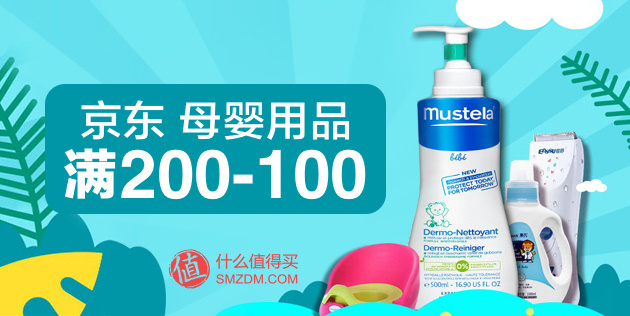 京东 母婴用品
满200-100
值 什么值得买
SMZDM.COM
mustela
bébé
NEW
PROTECT TODAY
FOR TOMORROW
Dermo-Nettoyant
Dermo-Reiniger
0%
500ml - 16.90 US FL OZ